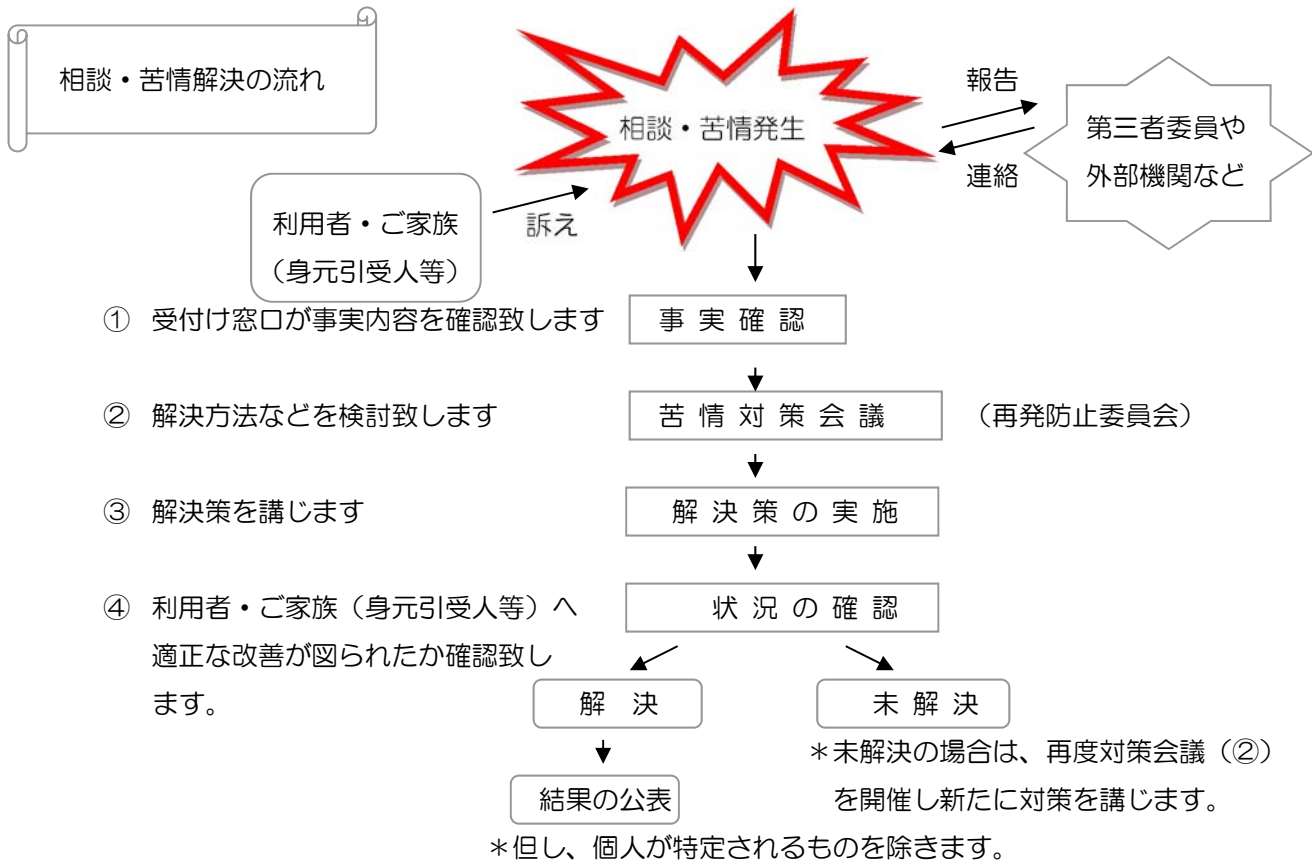 相談・苦情解決の流れ
相談・苦情発生
報告
連絡
第三者委員や
外部機関など
利用者・ご家族
（身元引受人等）
訴え
① 受付け窓口が事実内容を確認致します
事 実 確 認
② 解決方法などを検討致します
苦 情 対 策 会 議
（再発防止委員会）
③ 解決策を講じます
解 決 策 の 実 施
④ 利用者・ご家族（身元引受人等）へ
適正な改善が図られたか確認致し
ます。
状 況 の 確 認
解　決
未 解 決
＊未解決の場合は、再度対策会議（②）
を開催し新たに対策を講じます。
結果の公表
＊但し、個人が特定されるものを除きます。